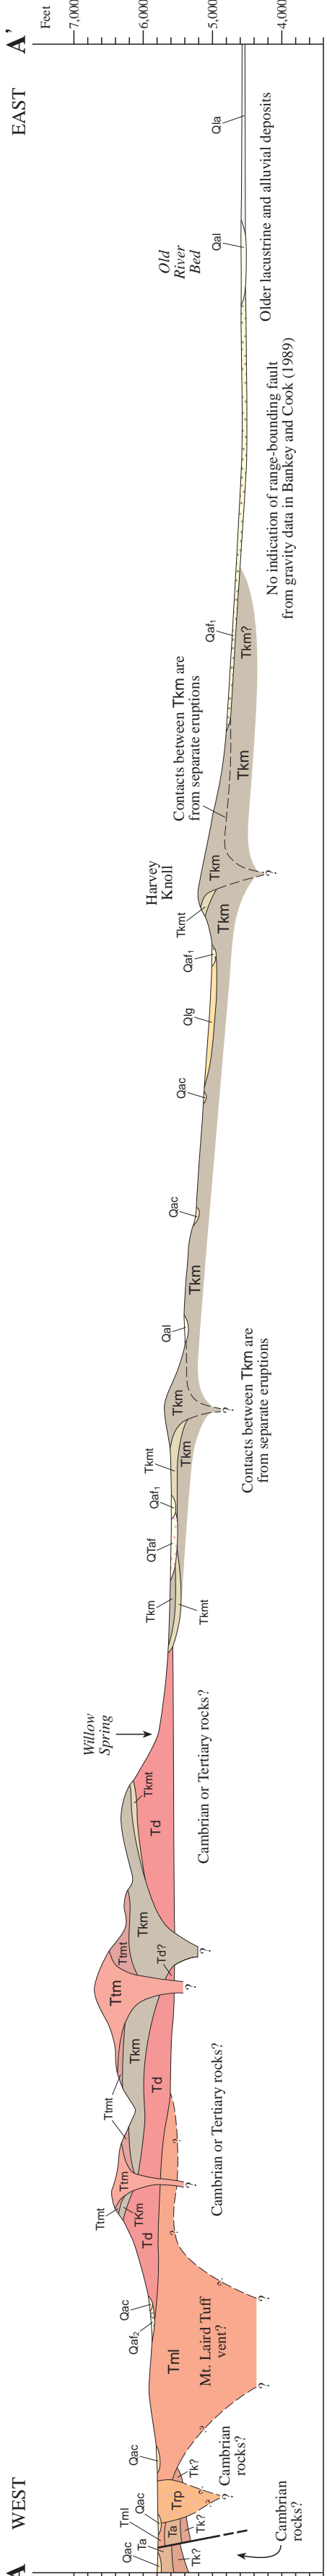 A
WEST
EAST
A'
Feet
7,000
6,000
5,000
4,000
Qac
Ta
Tml
Qac
Qac
Ta
Trp
Tk?
Tk?
Tk?
?
?
?
Cambrian
rocks?
Cambrian
rocks?
Tml
Mt. Laird Tuff
vent?
?
?
?
?
?
?
Qaf2
Qac
Td
TKm
Ttmt
Ttm
?
Ttmt
Td
Tkm
Ttm
?
Ttmt
Td?
?
Tkm
Cambrian or Tertiary rocks?
Td
Tkmt
Willow
Spring
Cambrian or Tertiary rocks?
Tkm
Tkmt
QTaf
Qaf1
Tkmt
Tkm
Tkm
?
Contacts between Tkm are
from separate eruptions
Qal
Tkm
Qac
Qac
Qlg
Qaf1
Tkmt
Harvey
Knoll
Tkm
Tkm
?
Contacts between Tkm are
from separate eruptions
Tkm
Qaf1
Tkm?
No indication of range-bounding fault
from gravity data in Bankey and Cook (1989)
Old
River
Bed
Qal
Older lacustrine and alluvial deposits
Qla